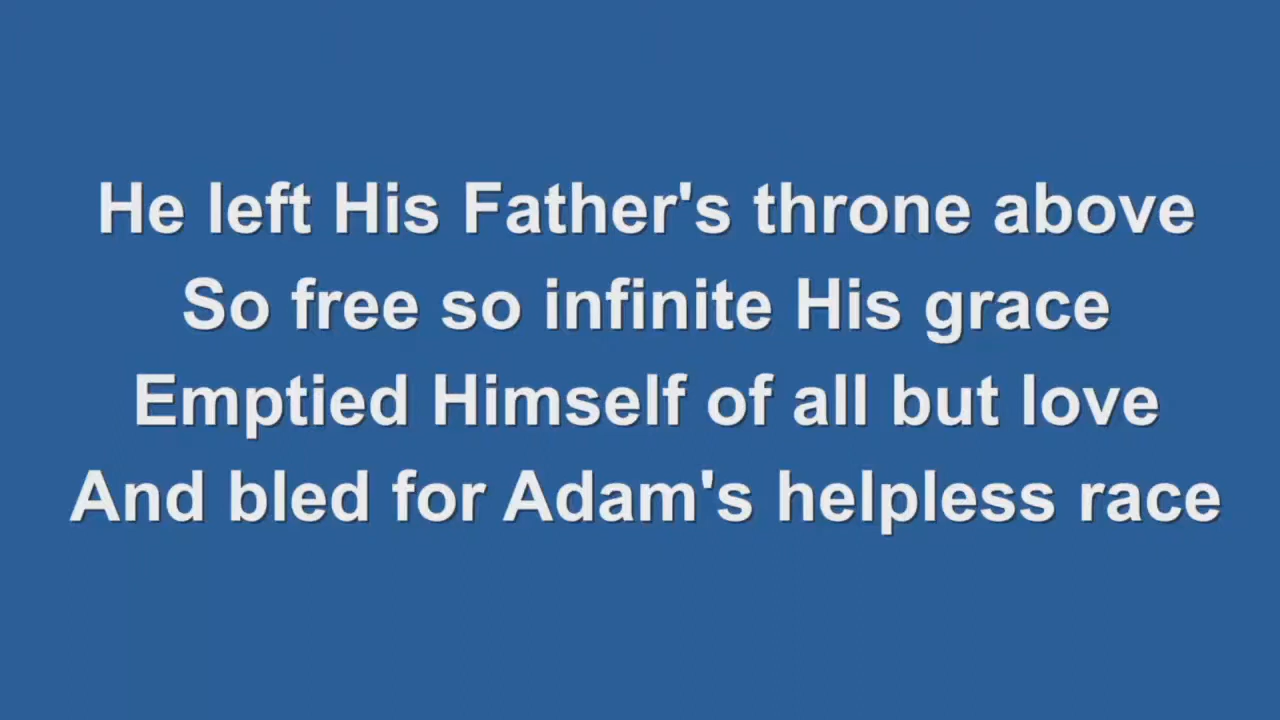 He left His Father's throne above
So free so infinite His grace
Emptied Himself of all but love
And bled for Adam's helpless race